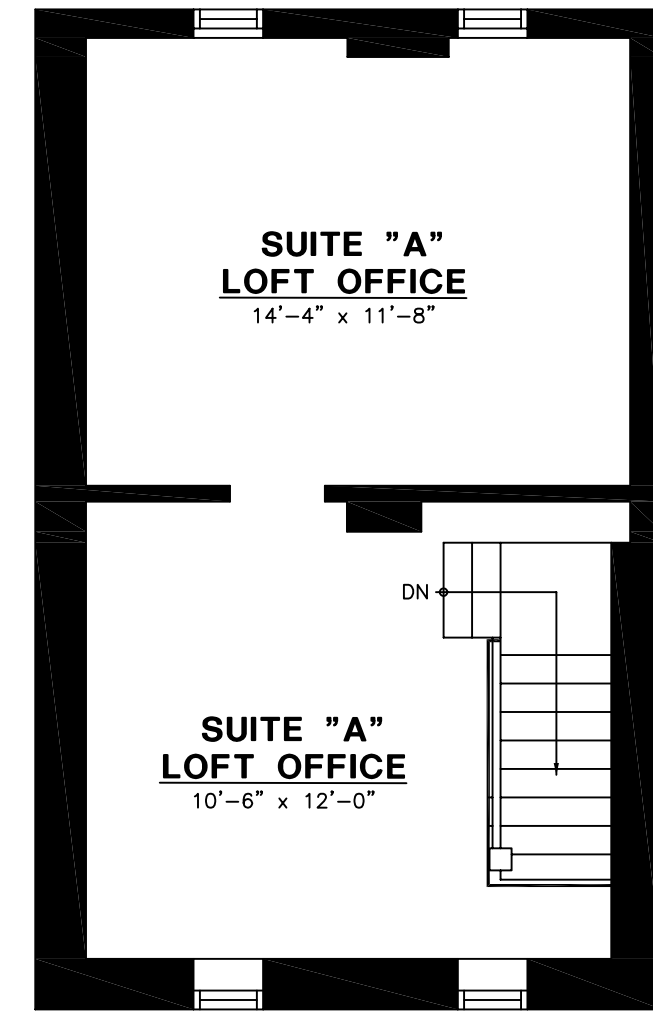 SUITE ”A”
LOFT OFFICE
14’-4” x 11’-8”
DN
SUITE ”A”
LOFT OFFICE
10’-6” x 12’-0”